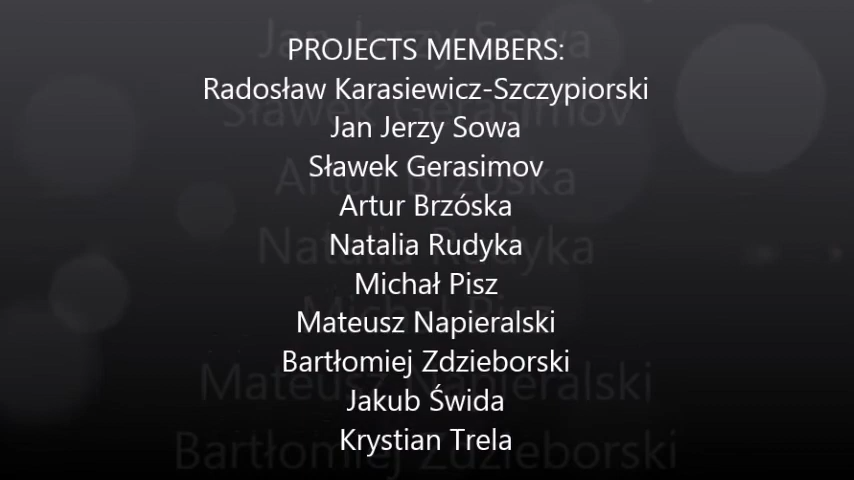 PROJECTS MEMBERS:
Radosław Karasiewicz-Szczypiorski
Jan Jerzy Sowa
Sławek Gerasimov
Artur Brzóska
Natalia Rudyka
Michał Pisz
Mateusz Napieralski
Bartłomiej Zdzieborski
Jakub Świda
Krystian Trela